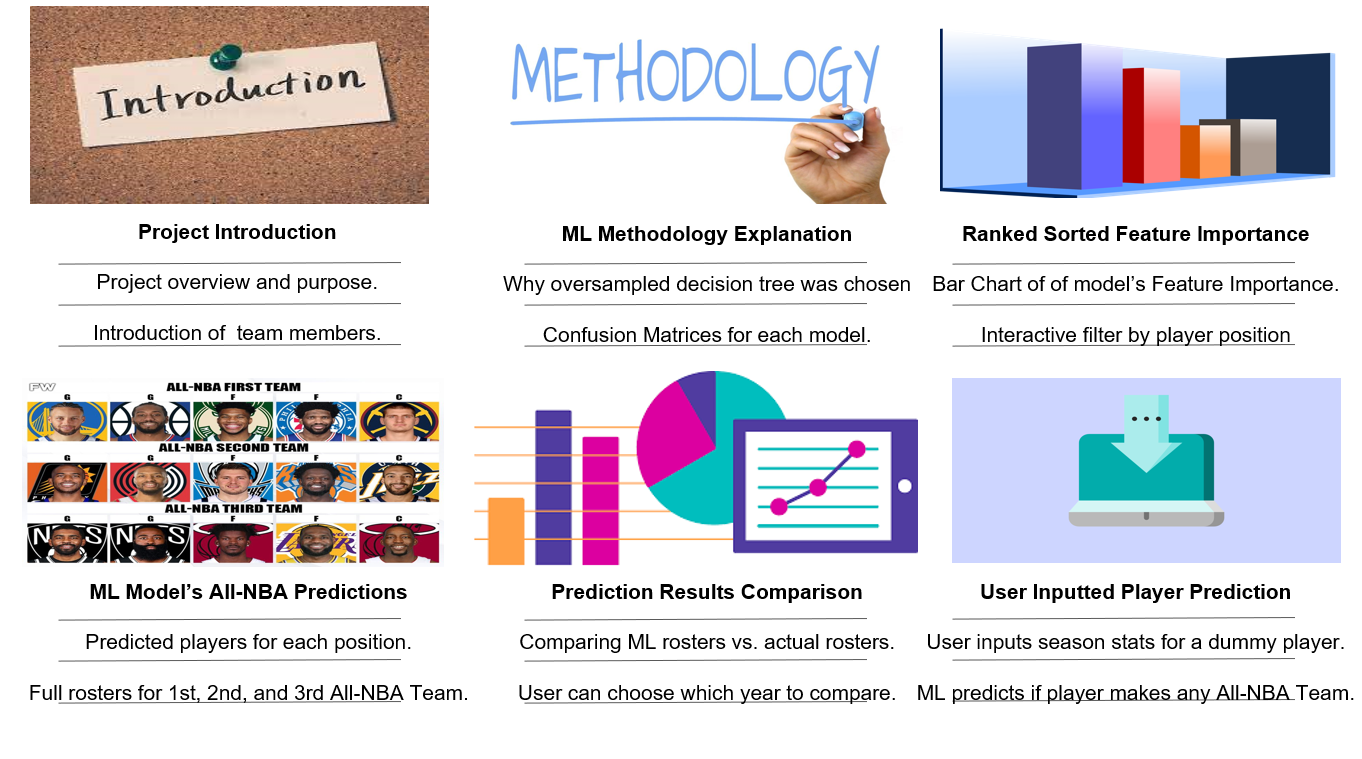 Introduction
METHODOLOGY
Project Introduction
ML Methodology Explanation
Ranked Sorted Feature Importance
Project overview and purpose.
Why oversampled decision tree was chosen
Bar Chart of of model’s Feature Importance.
Introduction of  team members.
Confusion Matrices for each model.
Interactive filter by player position
FW
ALL-NBA FIRST TEAM
G G F F C
ALL-NBA SECOND TEAM
G G F F C
ALL-NBA THIRD TEAM
G G F F C
ML Model’s All-NBA Predictions
Prediction Results Comparison
User Inputted Player Prediction
Predicted players for each position.
Comparing ML rosters vs. actual rosters.
User inputs season stats for a dummy player.
Full rosters for 1st, 2nd, and 3rd All-NBA Team.
User can choose which year to compare.
ML predicts if player makes any All-NBA Team.